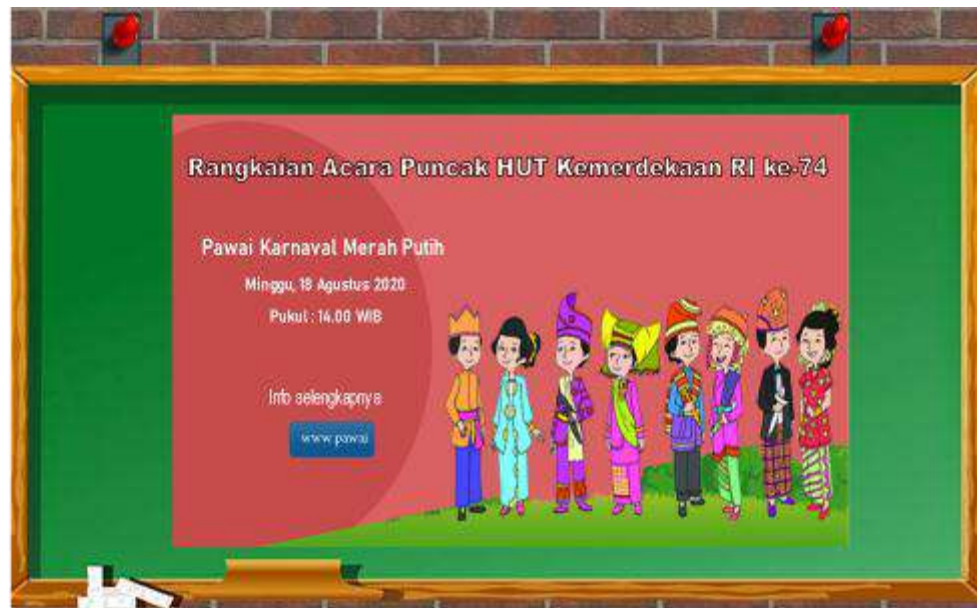 Rangkaian Acara Puncak HUT Kemerdekaan RI ke-74
Pawai Karnaval Merah Putih
Minggu, 18 Agustus 2020
Pukul : 14.00 WIB
Info selengkapnya
www pawai